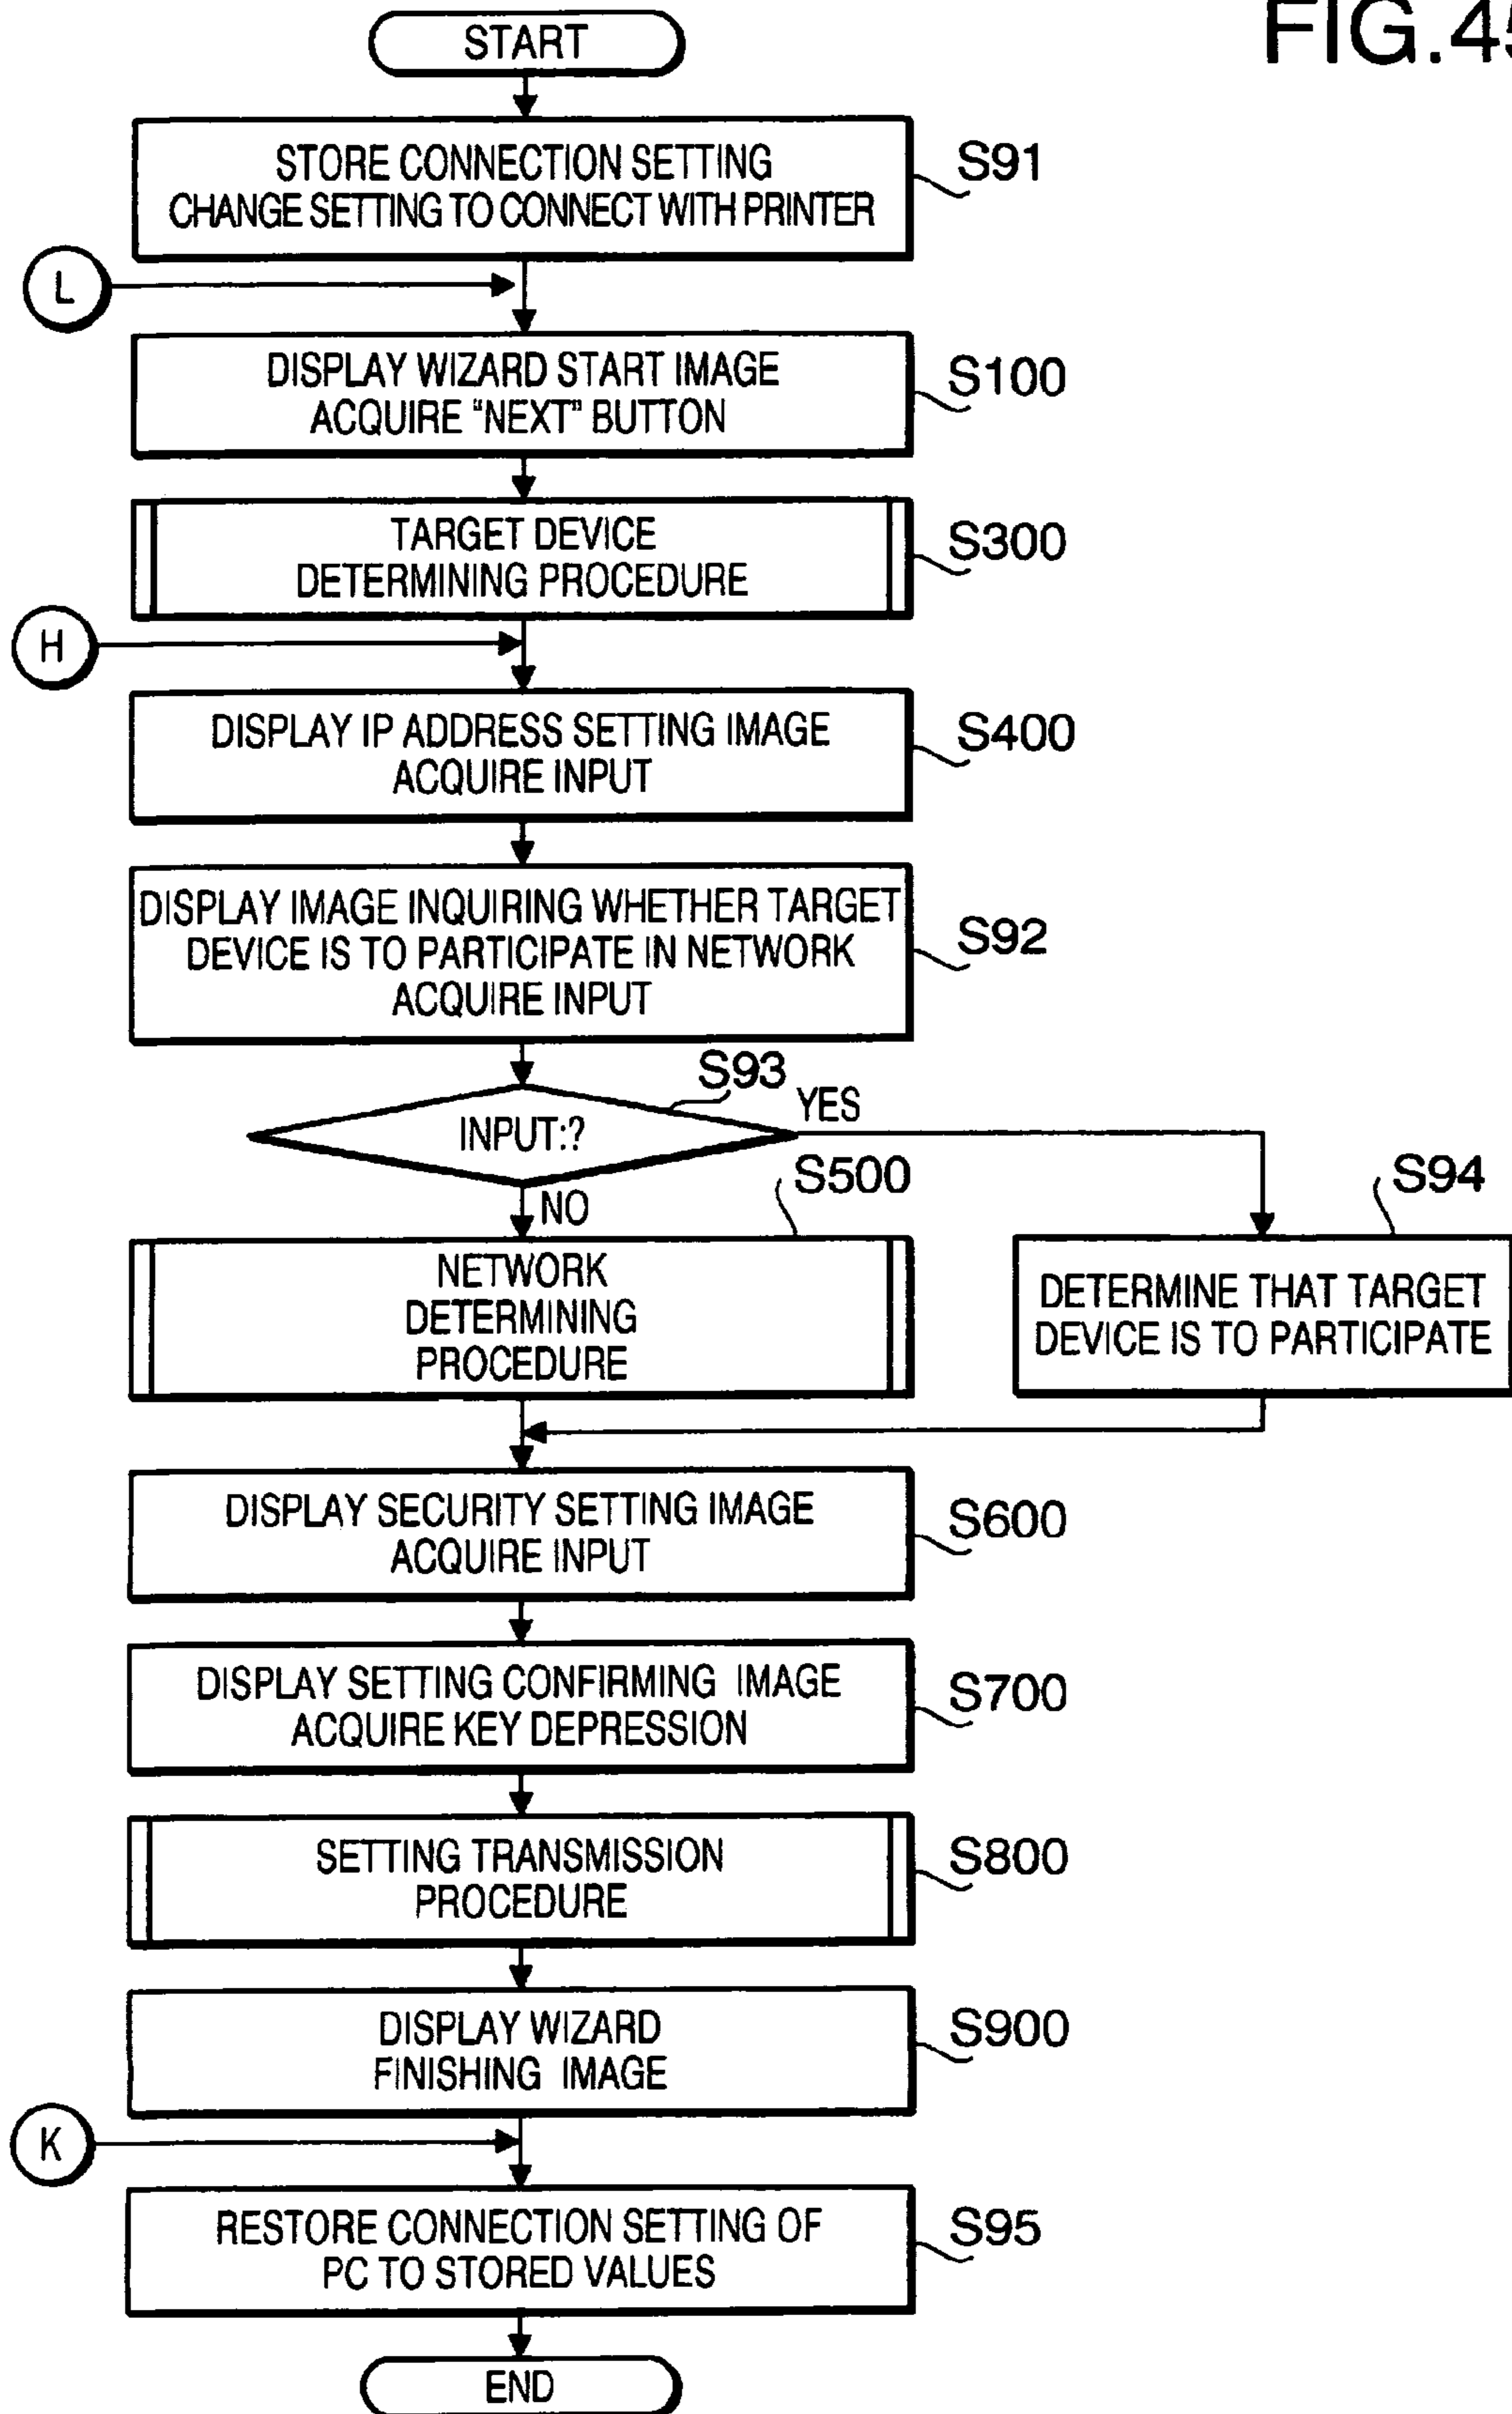 FIG.45
START
STORE CONNECTION SETTING
CHANGE SETTING TO CONNECT WITH PRINTER
S91
L
DISPLAY WIZARD START IMAGE
ACQUIRE "NEXT" BUTTON
S100
TARGET DEVICE
DETERMINING PROCEDURE
S300
H
DISPLAY IP ADDRESS SETTING IMAGE
ACQUIRE INPUT
S400
DISPLAY IMAGE INQUIRING WHETHER TARGET
DEVICE IS TO PARTICIPATE IN NETWORK
ACQUIRE INPUT
S92
S93
INPUT:?
YES
NO
S500
NETWORK
DETERMINING
PROCEDURE
S94
DETERMINE THAT TARGET
DEVICE IS TO PARTICIPATE
DISPLAY SECURITY SETTING IMAGE
ACQUIRE INPUT
S600
DISPLAY SETTING CONFIRMING IMAGE
ACQUIRE KEY DEPRESSION
S700
SETTING TRANSMISSION
PROCEDURE
S800
DISPLAY WIZARD
FINISHING IMAGE
S900
K
RESTORE CONNECTION SETTING OF
PC TO STORED VALUES
S95
END